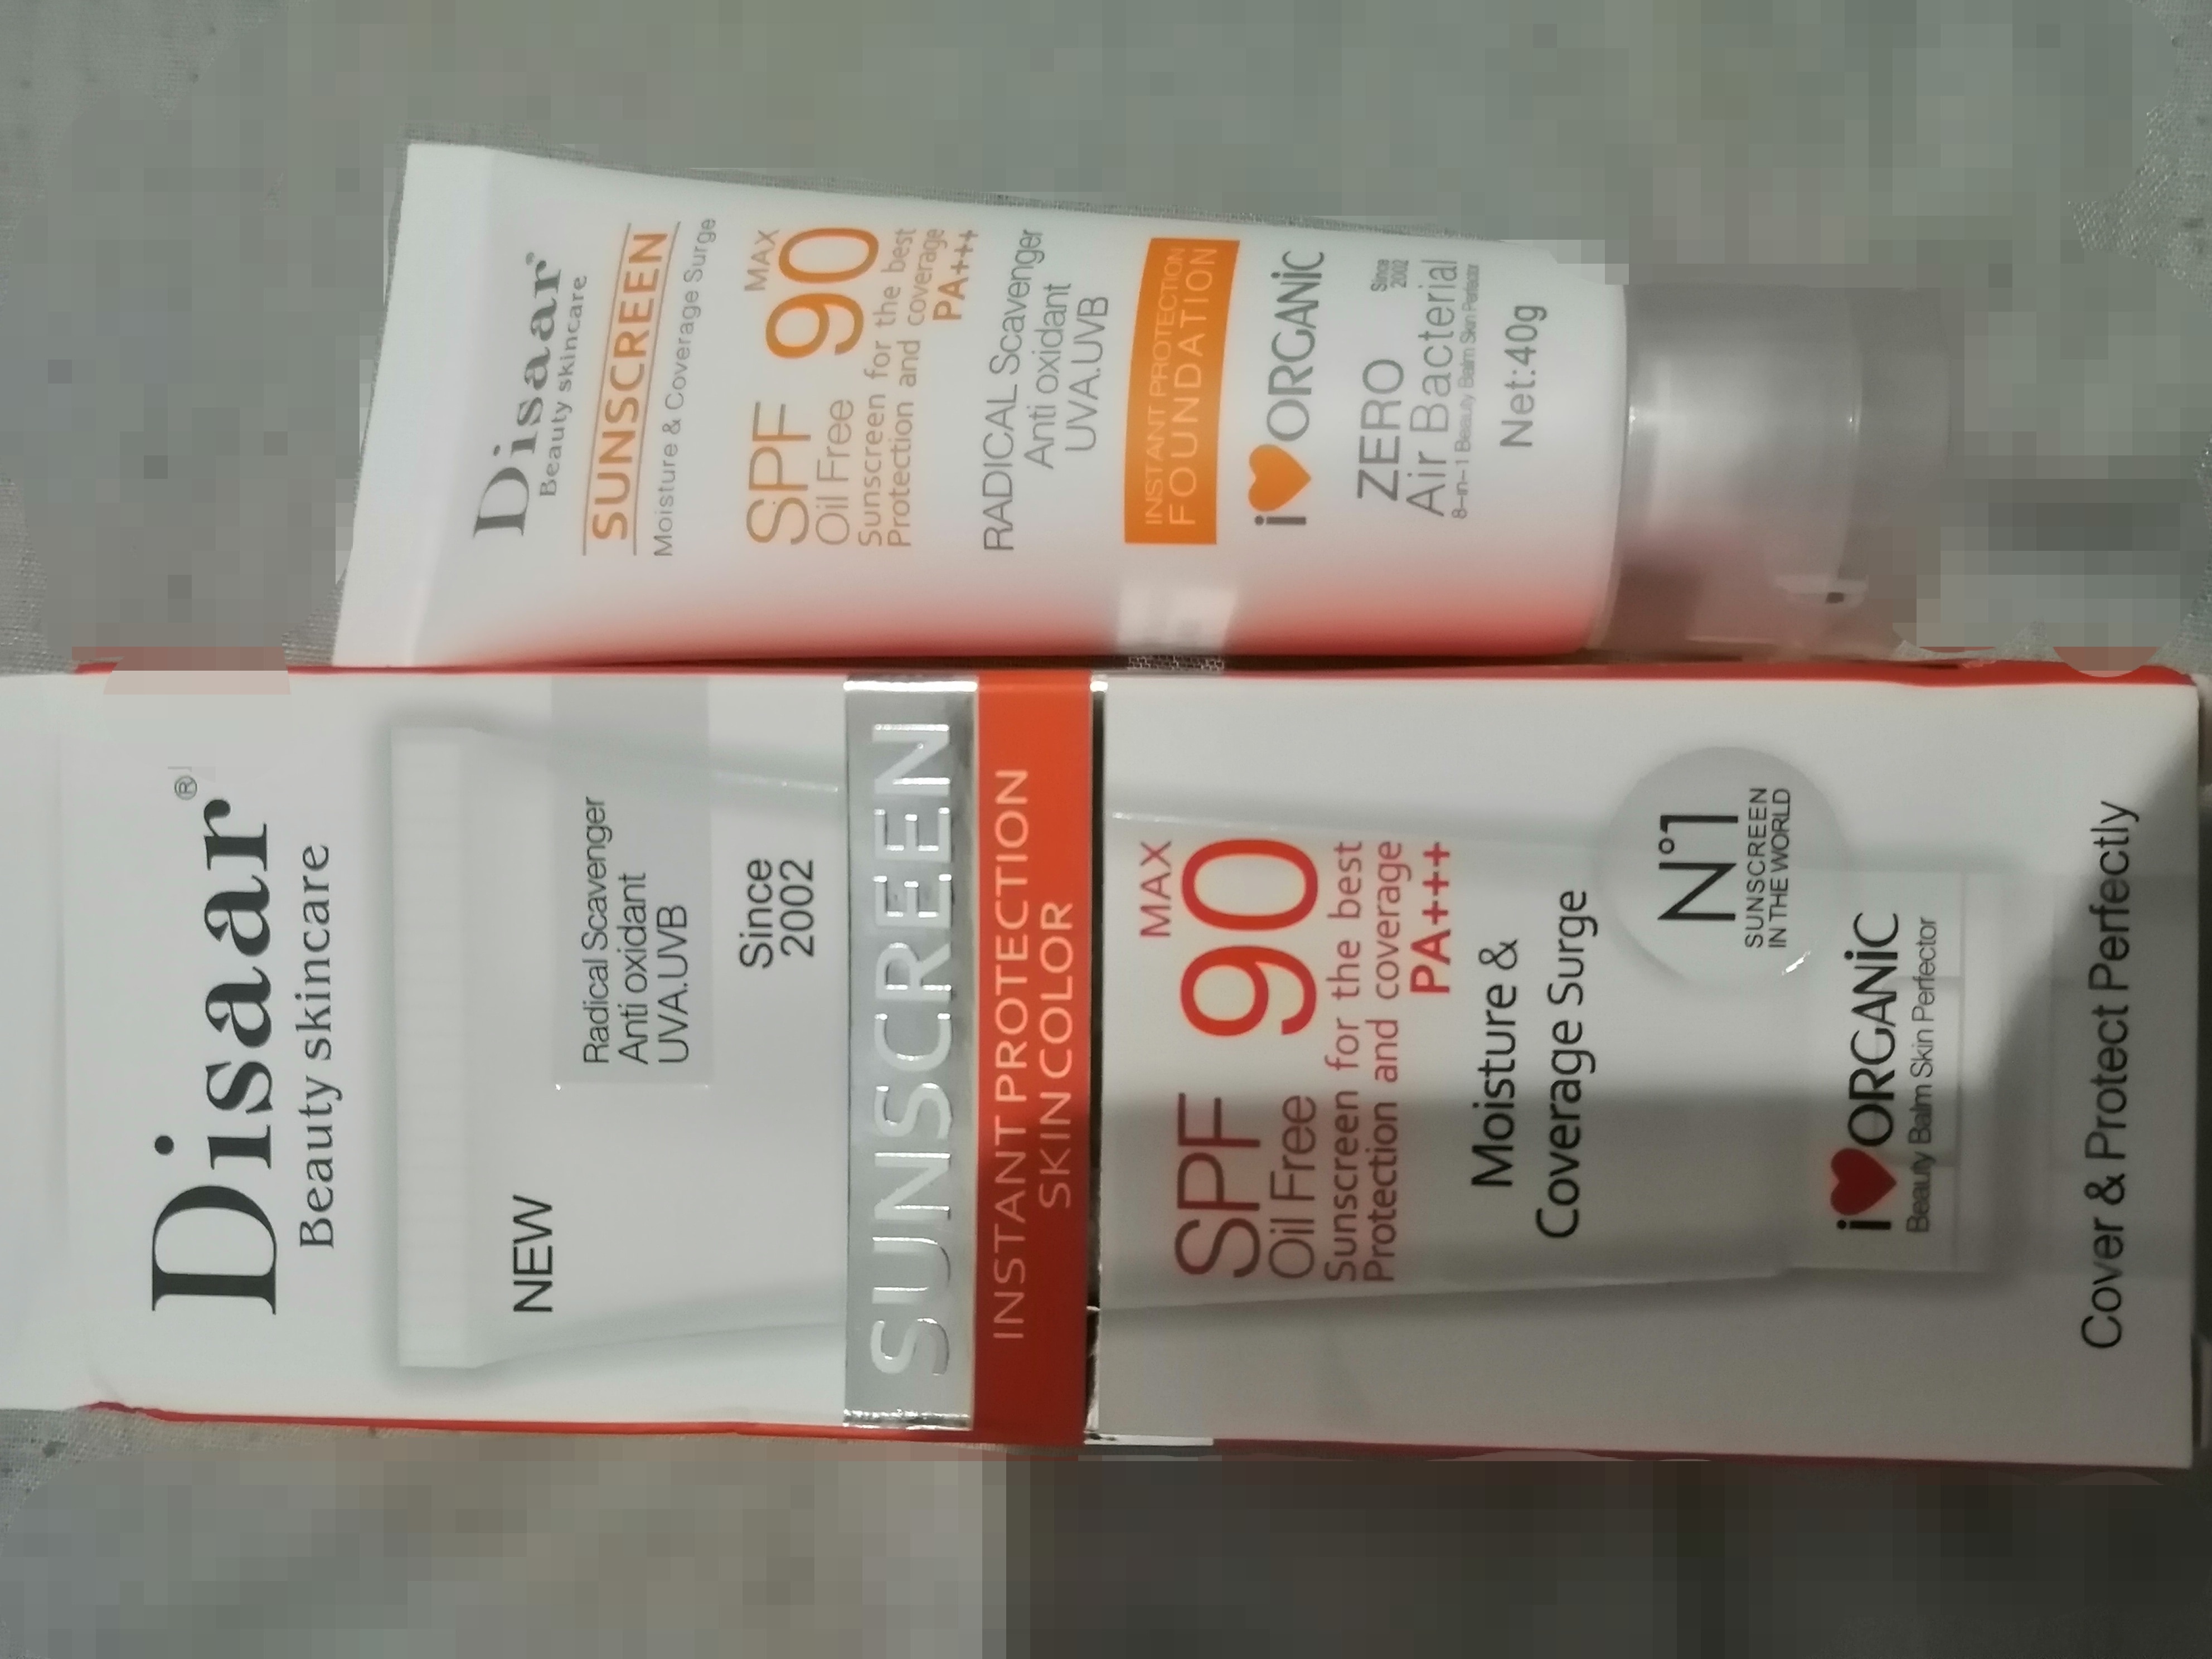 Disaar®
Beauty skincare
SUNSCREEN
Moisture & Coverage Surge
MAX
SPF 90
Oil Free
Sunscreen for the best
Protection and coverage
PA+++
RADICAL Scavenger
Anti oxidant
UVA.UVB
INSTANT PROTECTION
FOUNDATION
i ORGANiC
ZERO
Since
2002
Air Bacterial
8-in-1 Beauty Balm Skin Perfector
Net:40g
Disaar®
Beauty skincare
NEW
Radical Scavenger
Anti oxidant
UVA.UVB
Since
2002
SUNSCREEN
INSTANT PROTECTION
SKIN COLOR
MAX
SPF 90
Oil Free
Sunscreen for the best
Protection and coverage
PA+++
Moisture &
Coverage Surge
N°1
SUNSCREEN
IN THE WORLD
i ORGANiC
Beauty Balm Skin Perfector
Cover & Protect Perfectly